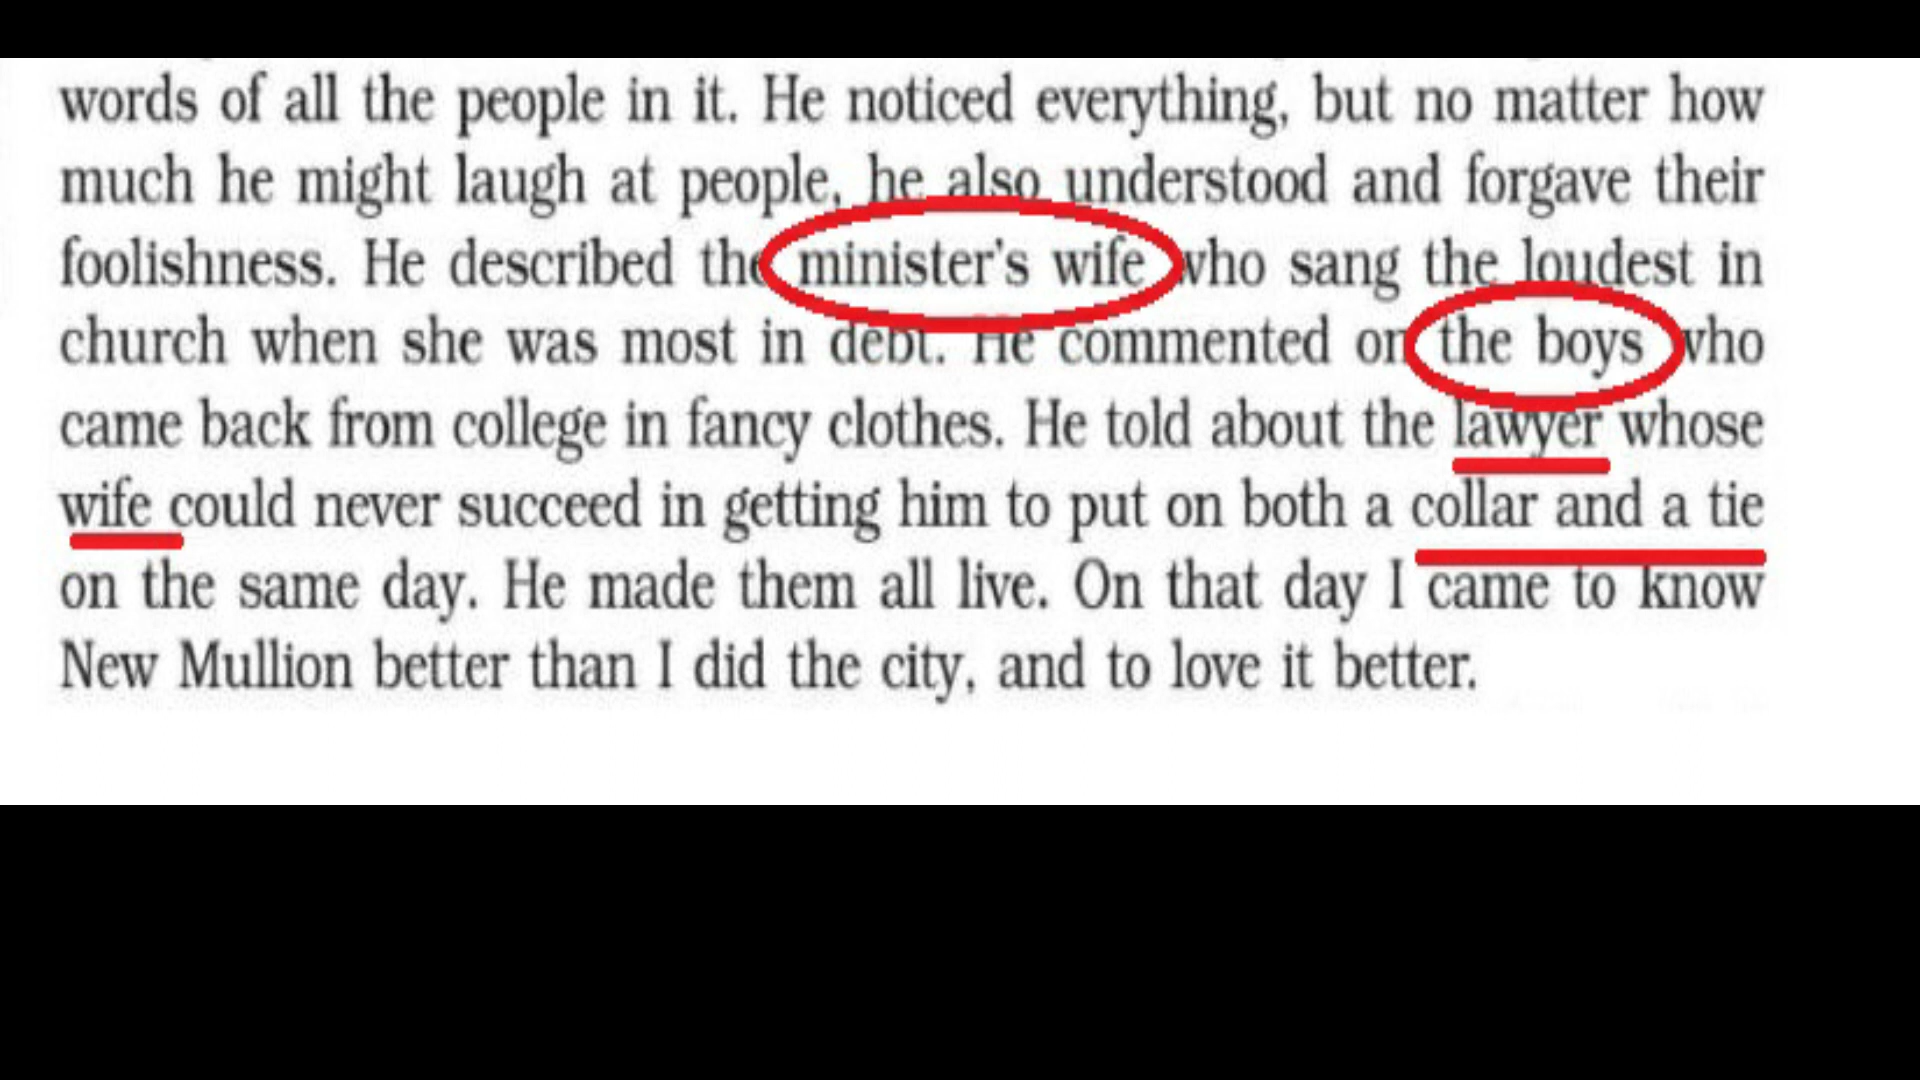 words of all the people in it. He noticed everything, but no matter how
much he might laugh at people, he also understood and forgave their
foolishness. He described the minister's wife who sang the loudest in
church when she was most in debt. He commented on the boys who
came back from college in fancy clothes. He told about the lawyer whose
wife could never succeed in getting him to put on both a collar and a tie
on the same day. He made them all live. On that day I came to know
New Mullion better than I did the city, and to love it better.